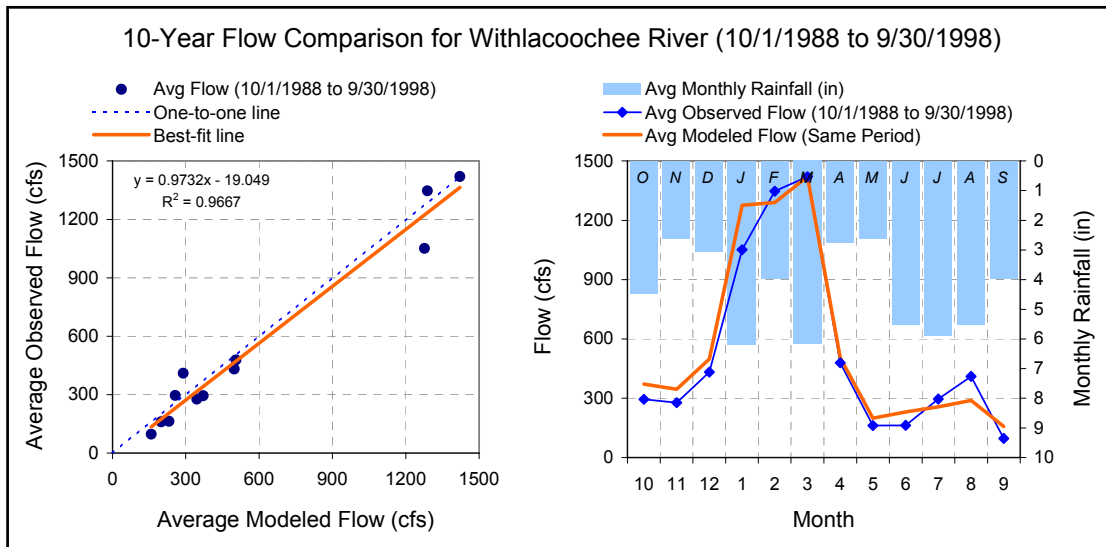 10-Year Flow Comparison for Withlacoochee River (10/1/1988 to 9/30/1998)
Avg Flow (10/1/1988 to 9/30/1998)
One-to-one line
Best-fit line
y = 0.9732x - 19.049
R² = 0.9667
Average Observed Flow (cfs)
1500
1200
900
600
300
0
0 300 600 900 1200 1500
Average Modeled Flow (cfs)
Avg Monthly Rainfall (in)
Avg Observed Flow (10/1/1988 to 9/30/1998)
Avg Modeled Flow (Same Period)
Flow (cfs)
1500
1200
900
600
300
0
O N D J F M A M J J A S
0
1
2
3
4
5
6
7
8
9
10
Monthly Rainfall (in)
10 11 12 1 2 3 4 5 6 7 8 9
Month